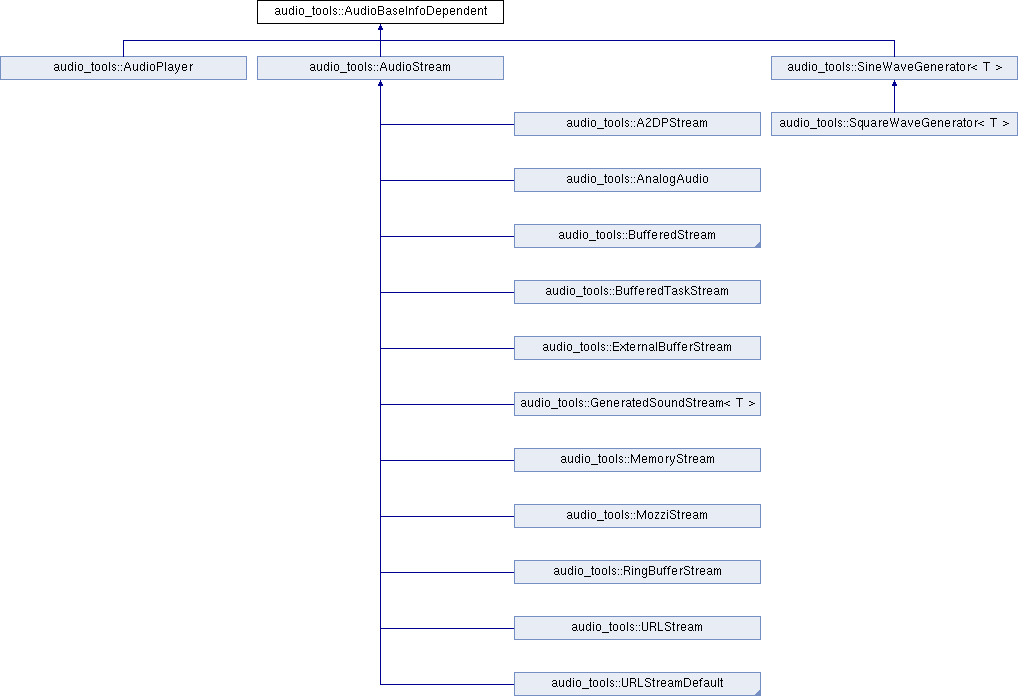 audio_tools::AudioBaseInfoDependent
audio_tools::AudioPlayer
audio_tools::AudioStream
audio_tools::SineWaveGenerator< T >
audio_tools::A2DPStream
audio_tools::SquareWaveGenerator< T >
audio_tools::AnalogAudio
audio_tools::BufferedStream
audio_tools::BufferedTaskStream
audio_tools::ExternalBufferStream
audio_tools::GeneratedSoundStream< T >
audio_tools::MemoryStream
audio_tools::MozziStream
audio_tools::RingBufferStream
audio_tools::URLStream
audio_tools::URLStreamDefault